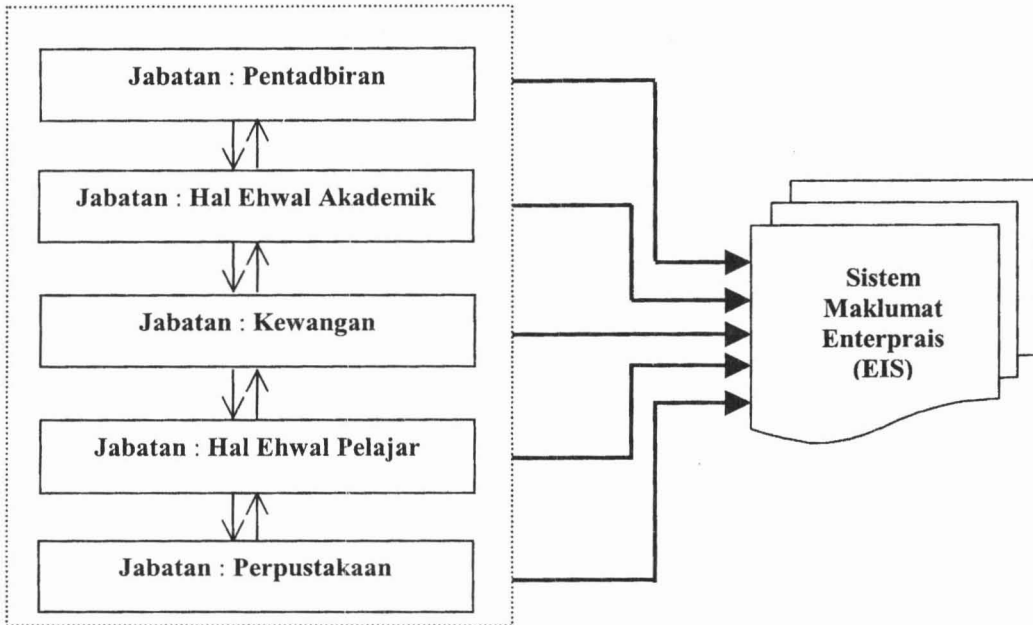 Jabatan : Pentadbiran
Jabatan : Hal Ehwal Akademik
Jabatan : Kewangan
Jabatan : Hal Ehwal Pelajar
Jabatan : Perpustakaan
Sistem
Maklumat
Enterprais
(EIS)